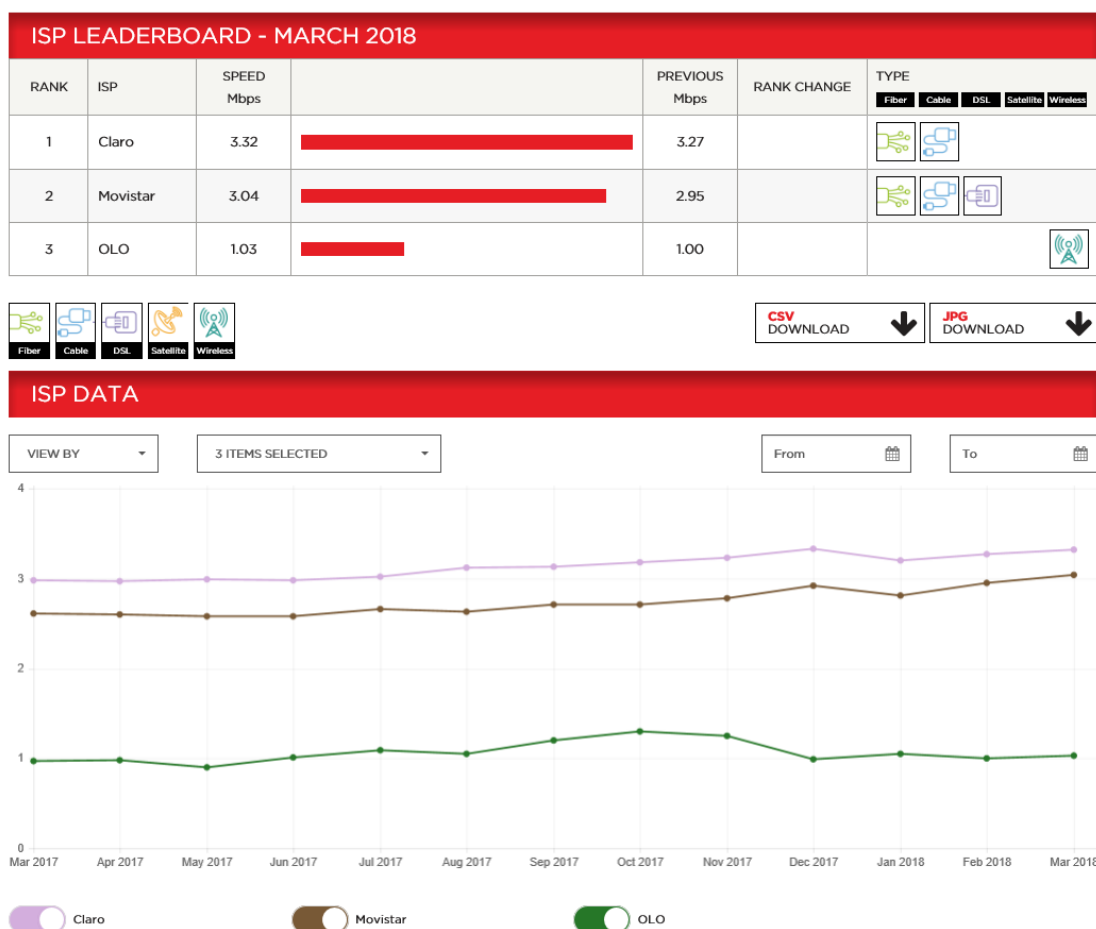 ISP LEADERBOARD - MARCH 2018
RANK ISP SPEED Mbps PREVIOUS Mbps RANK CHANGE TYPE
Fiber Cable DSL Satellite Wireless
1 Claro 3.32 3.27
2 Movistar 3.04 2.95
3 OLO 1.03 1.00
Fiber Cable DSL Satellite Wireless
CSV DOWNLOAD JPG DOWNLOAD
ISP DATA
VIEW BY 3 ITEMS SELECTED From To
4
3
2
1
0
Mar 2017 Apr 2017 May 2017 Jun 2017 Jul 2017 Aug 2017 Sep 2017 Oct 2017 Nov 2017 Dec 2017 Jan 2018 Feb 2018 Mar 2018
Claro Movistar OLO